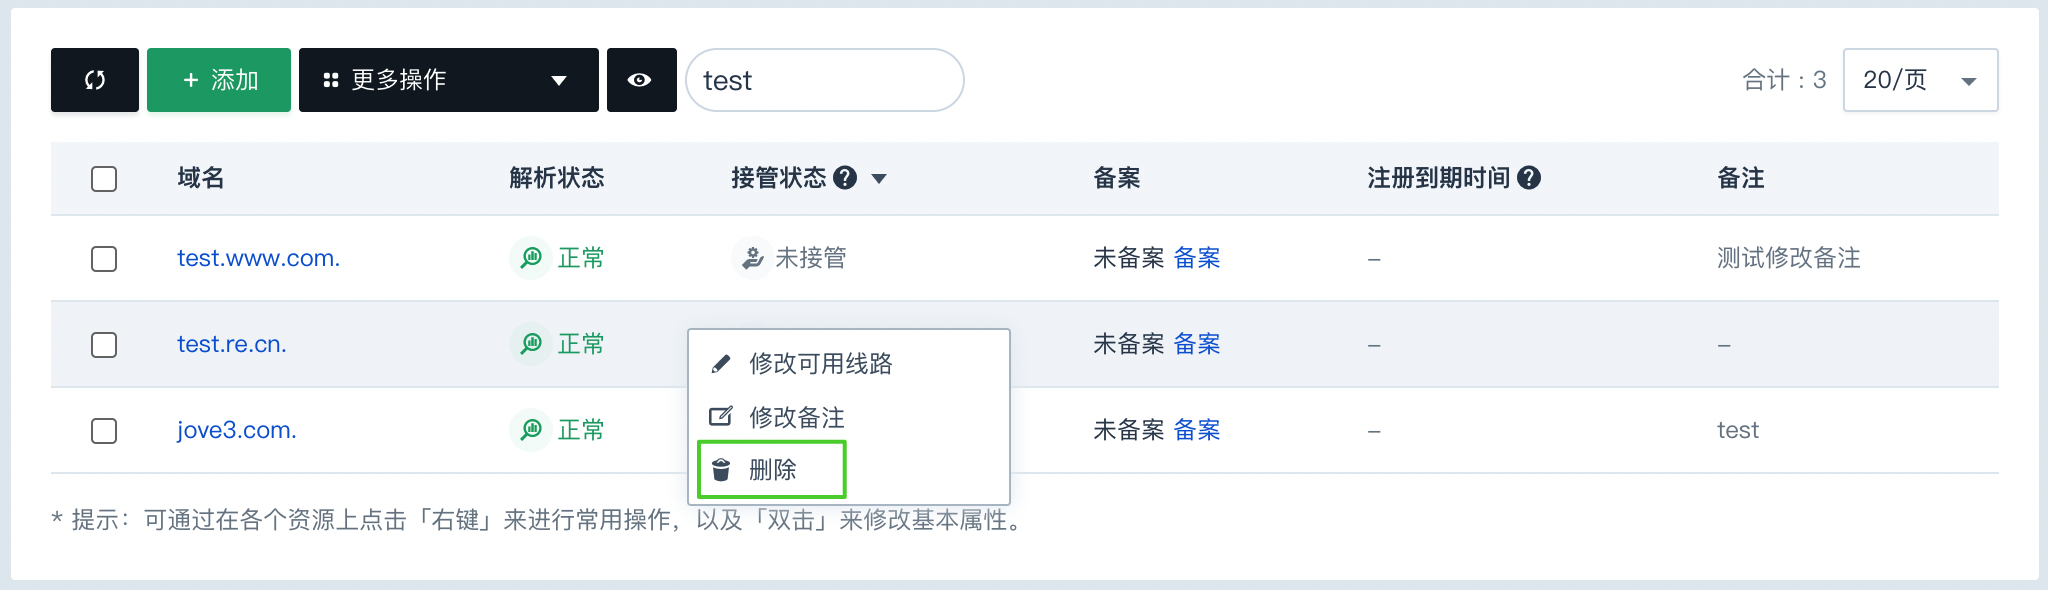 添加 更多操作 test 合计：3 20/页
域名 解析状态 接管状态 备案 注册到期时间 备注
test.www.com. 正常 未接管 未备案 备案 – 测试修改备注
test.re.cn. 正常 未备案 备案 – –
修改可用线路
修改备注
jove3.com. 正常 未备案 备案 – test
删除
* 提示：可通过在各个资源上点击「右键」来进行常用操作，以及「双击」来修改基本属性。